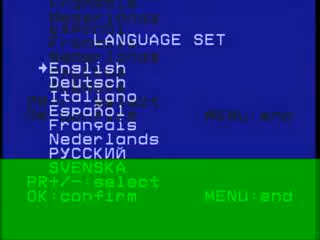 LANGUAGE SET
→English
Deutsch
Italiano
Español
Français
Nederlands
РУССКИЙ
SVENSKA
PR+/-:select
OK:confirm MENU:end